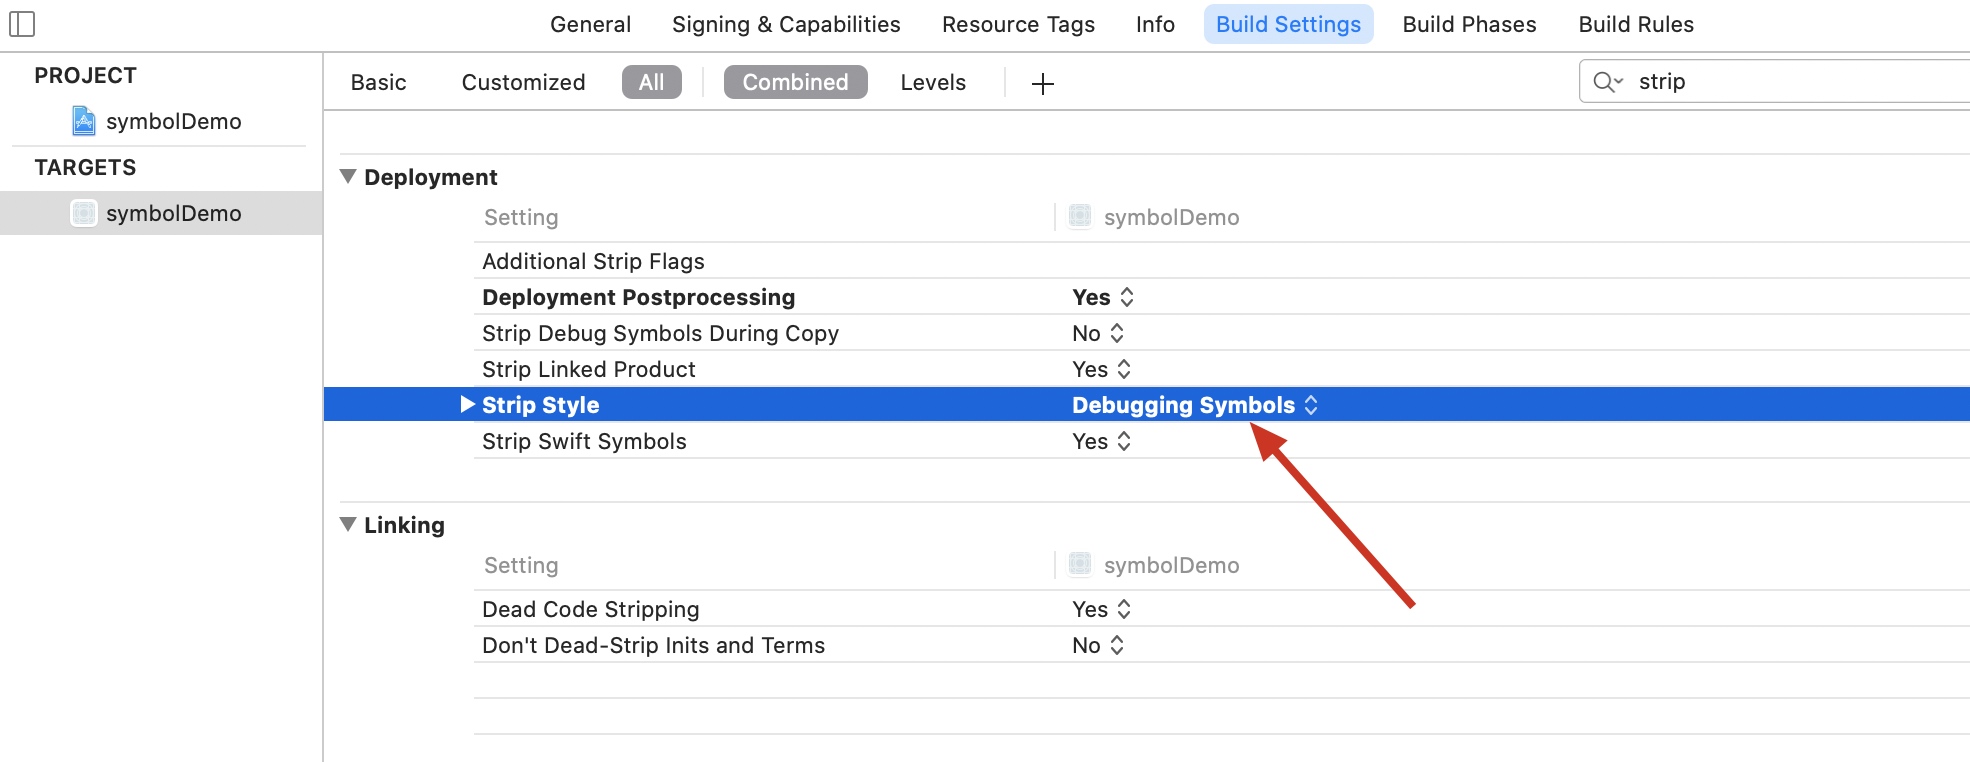 General Signing & Capabilities Resource Tags Info Build Settings Build Phases Build Rules
PROJECT
symbolDemo
TARGETS
symbolDemo
Basic Customized All Combined Levels + strip
Deployment
Setting symbolDemo
Additional Strip Flags
Deployment Postprocessing Yes
Strip Debug Symbols During Copy No
Strip Linked Product Yes
Strip Style Debugging Symbols
Strip Swift Symbols Yes
Linking
Setting symbolDemo
Dead Code Stripping Yes
Don't Dead-Strip Inits and Terms No